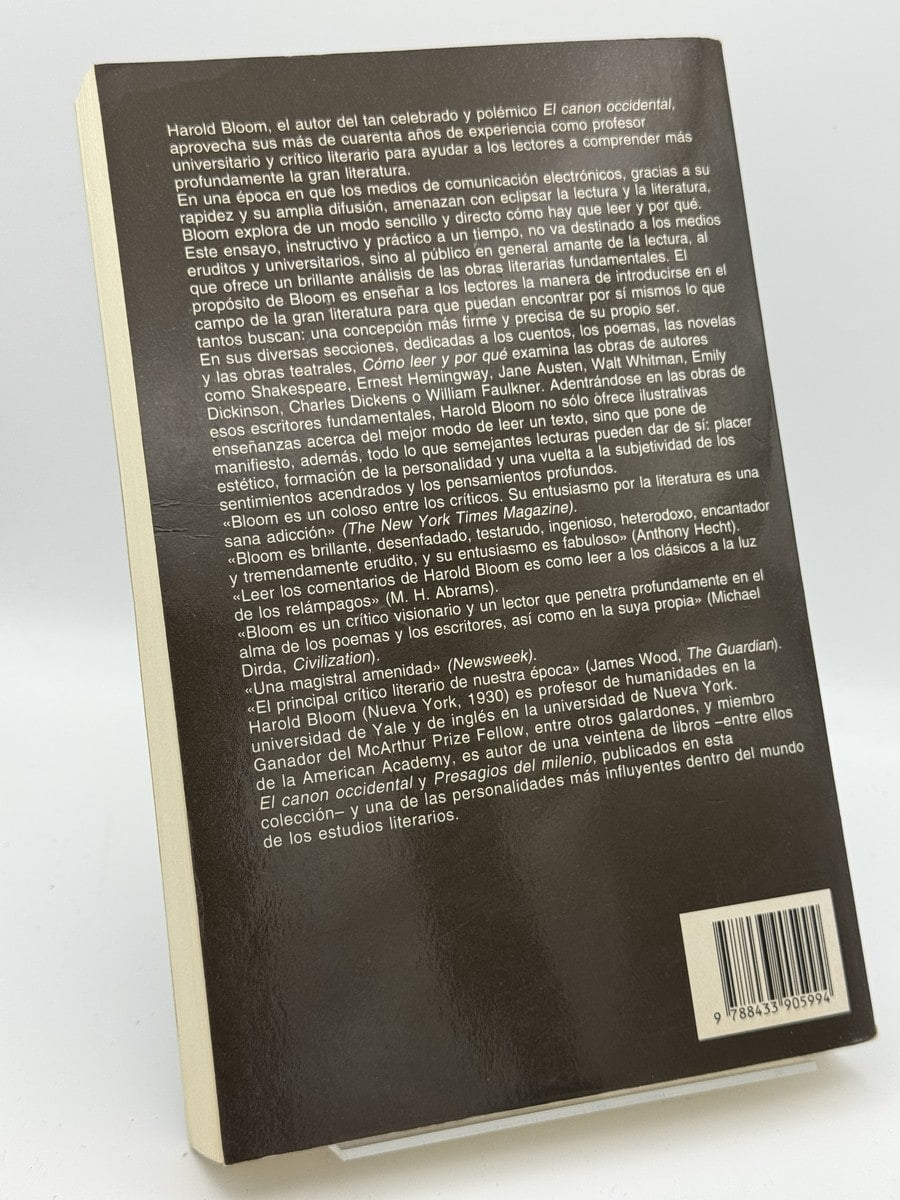 Harold Bloom, el autor del tan celebrado y polémico El canon occidental,
aprovecha sus más de cuarenta años de experiencia como profesor
universitario y crítico literario para ayudar a los lectores a comprender más
profundamente la gran literatura.
En una época en que los medios de comunicación electrónicos, gracias a su
rapidez y su amplia difusión, amenazan con eclipsar la lectura y la literatura,
Bloom explora de un modo sencillo y directo cómo hay que leer y por qué.
Este ensayo, instructivo y práctico a un tiempo, no va destinado a los medios
eruditos y universitarios, sino al público en general amante de la lectura, al
que ofrece un brillante análisis de las obras literarias fundamentales. El
propósito de Bloom es enseñar a los lectores la manera de introducirse en el
campo de la gran literatura para que puedan encontrar por sí mismos lo que
tantos buscan: una concepción más firme y precisa de su propio ser.
En sus diversas secciones, dedicadas a los cuentos, los poemas, las novelas
y las obras teatrales, Cómo leer y por qué examina las obras de autores
como Shakespeare, Ernest Hemingway, Jane Austen, Walt Whitman, Emily
Dickinson, Charles Dickens o William Faulkner. Adentrándose en las obras de
esos escritores fundamentales, Harold Bloom no sólo ofrece ilustrativas
enseñanzas acerca del mejor modo de leer un texto, sino que pone de
manifiesto, además, todo lo que semejantes lecturas pueden dar de sí: placer
estético, formación de la personalidad y una vuelta a la subjetividad de los
sentimientos acendrados y los pensamientos profundos.
«Bloom es un coloso entre los críticos. Su entusiasmo por la literatura es una
sana adicción» (The New York Times Magazine).
«Bloom es brillante, desenfadado, testarudo, ingenioso, heterodoxo, encantador
y tremendamente erudito, y su entusiasmo es fabuloso» (Anthony Hecht).
«Leer los comentarios de Harold Bloom es como leer a los clásicos a la luz
de los relámpagos» (M. H. Abrams).
«Bloom es un crítico visionario y un lector que penetra profundamente en el
alma de los poemas y los escritores, así como en la suya propia» (Michael
Dirda, Civilization).
«Una magistral amenidad» (Newsweek).
«El principal crítico literario de nuestra época» (James Wood, The Guardian).
Harold Bloom (Nueva York, 1930) es profesor de humanidades en la
universidad de Yale y de inglés en la universidad de Nueva York.
Ganador del McArthur Prize Fellow, entre otros galardones, y miembro
de la American Academy, es autor de una veintena de libros –entre ellos
El canon occidental y Presagios del milenio, publicados en esta
colección– y una de las personalidades más influyentes dentro del mundo
de los estudios literarios.
9 788433 905994